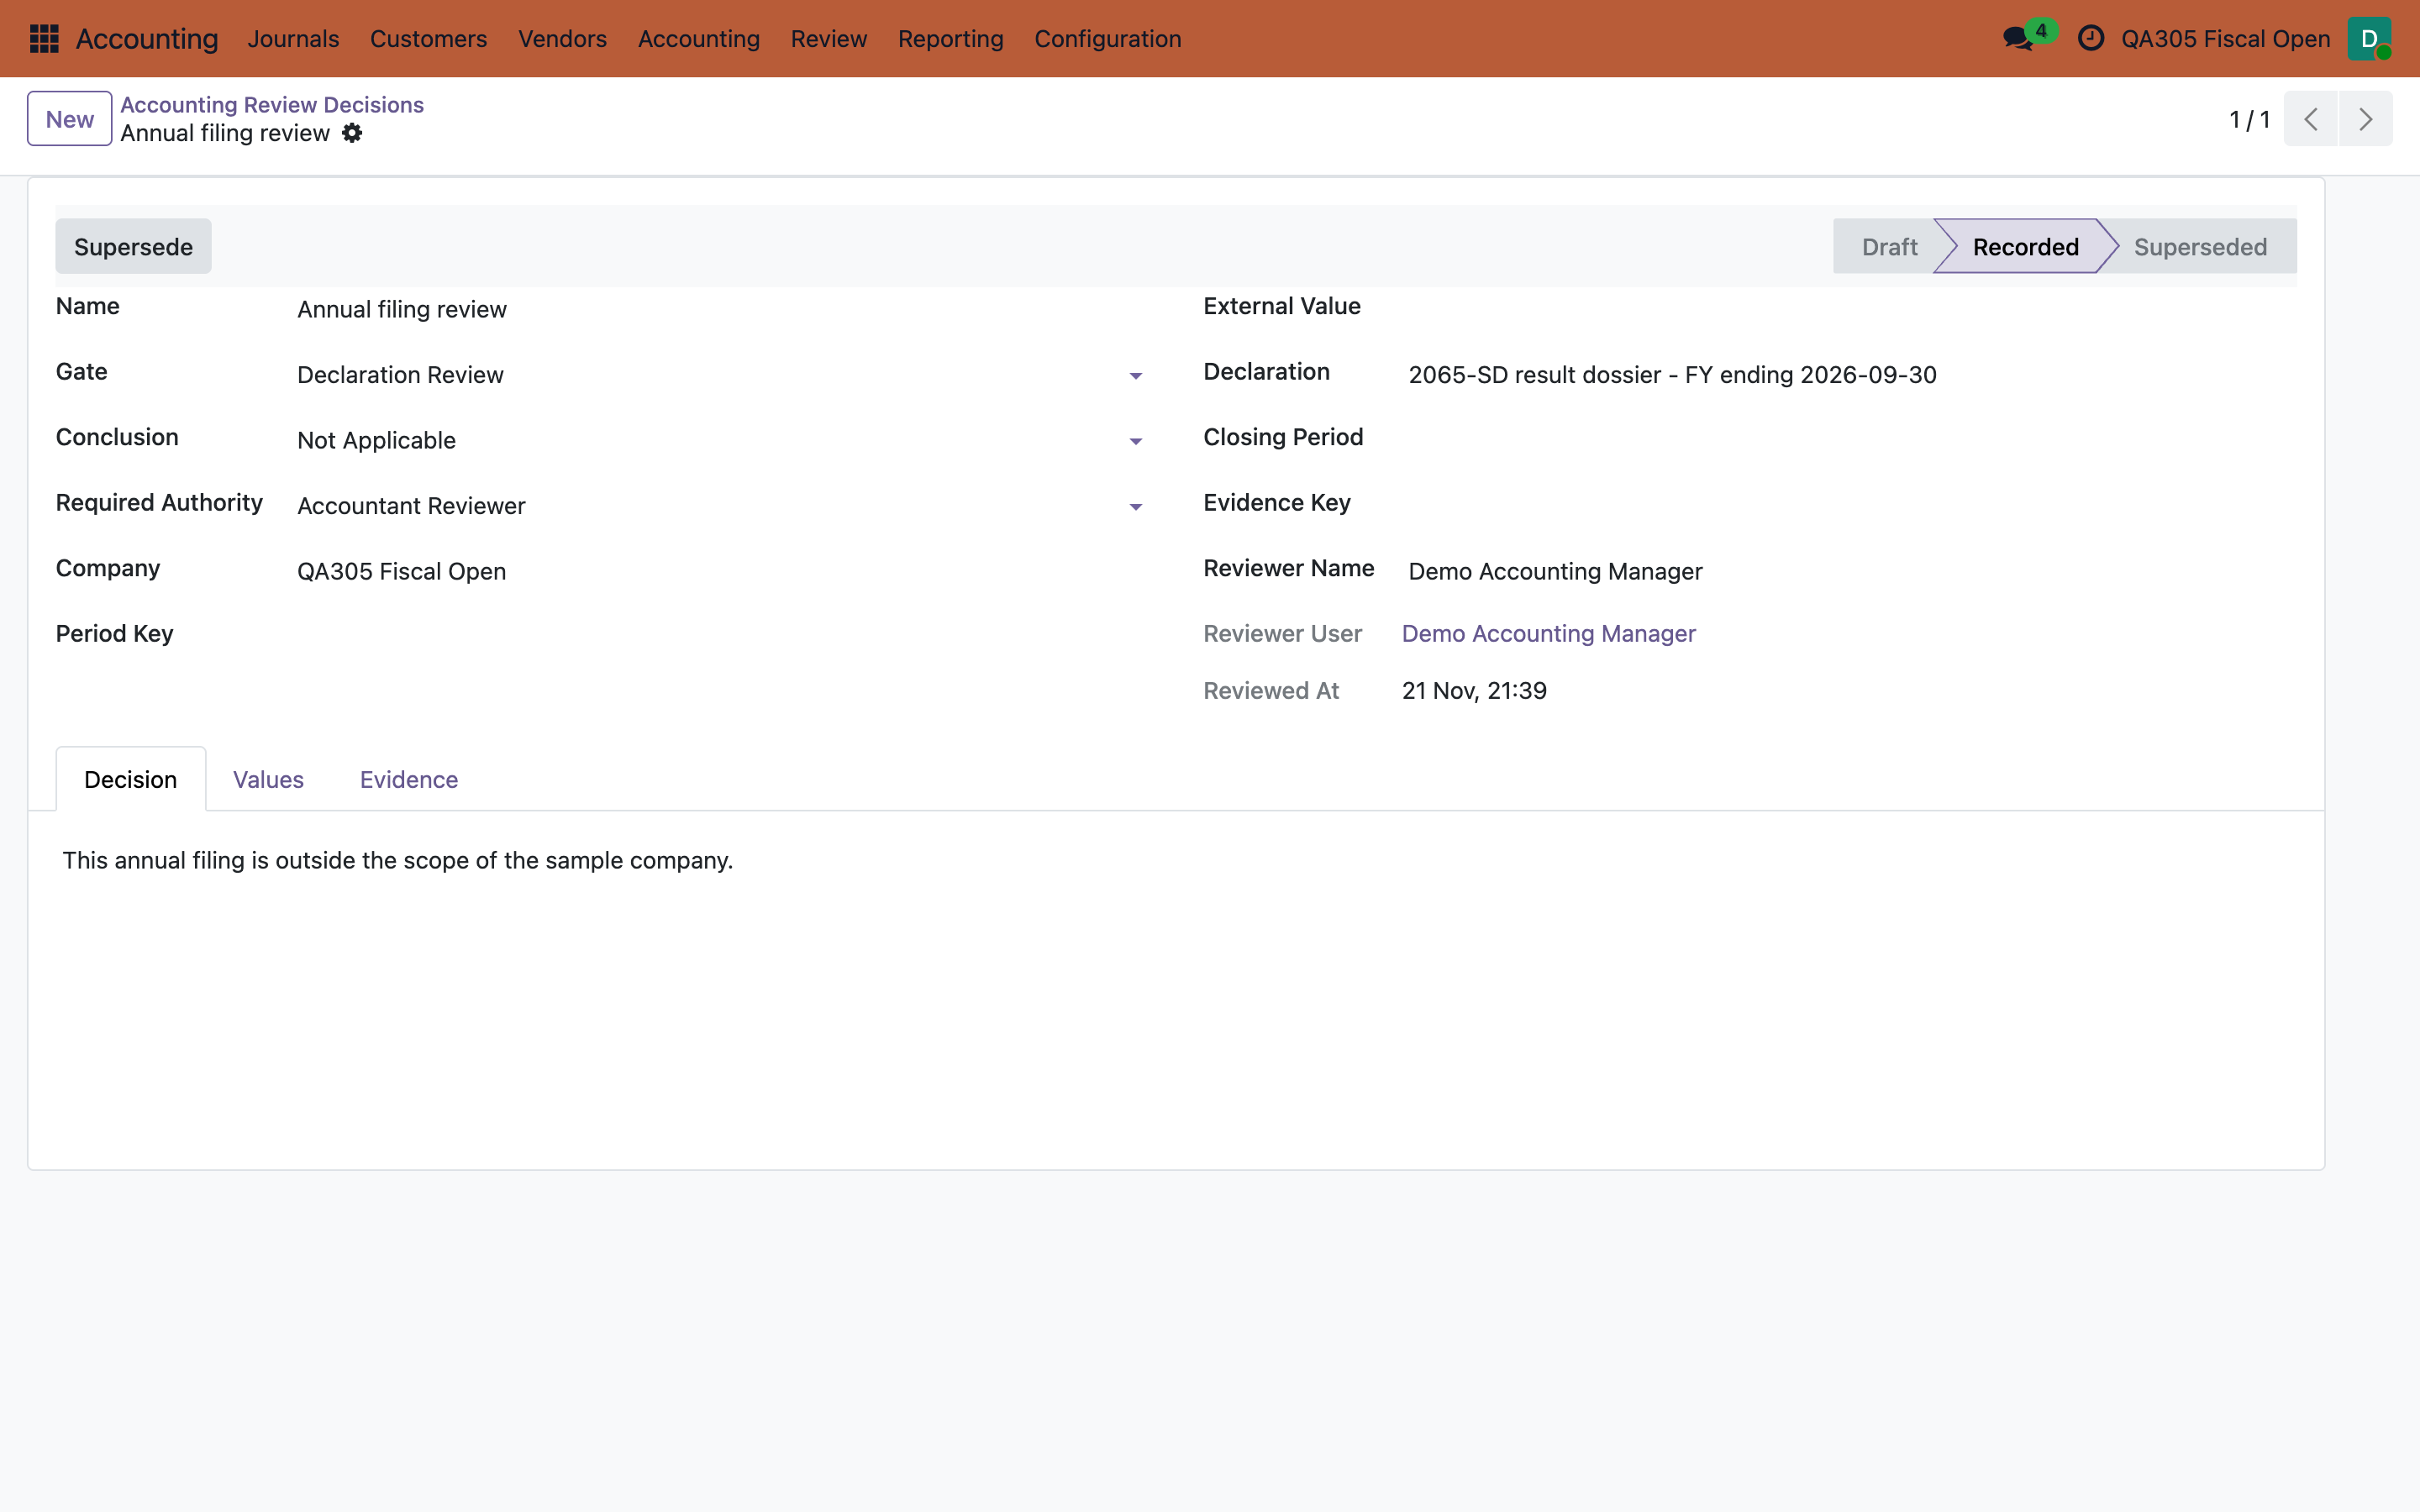 Accounting Journals Customers Vendors Accounting Review Reporting Configuration 4 QA305 Fiscal Open D
New Accounting Review Decisions 1 / 1
Annual filing review
Supersede Draft Recorded Superseded
Name Annual filing review
Gate Declaration Review
Conclusion Not Applicable
Required Authority Accountant Reviewer
Company QA305 Fiscal Open
Period Key
External Value
Declaration 2065-SD result dossier - FY ending 2026-09-30
Closing Period
Evidence Key
Reviewer Name Demo Accounting Manager
Reviewer User Demo Accounting Manager
Reviewed At 21 Nov, 21:39
Decision Values Evidence
This annual filing is outside the scope of the sample company.